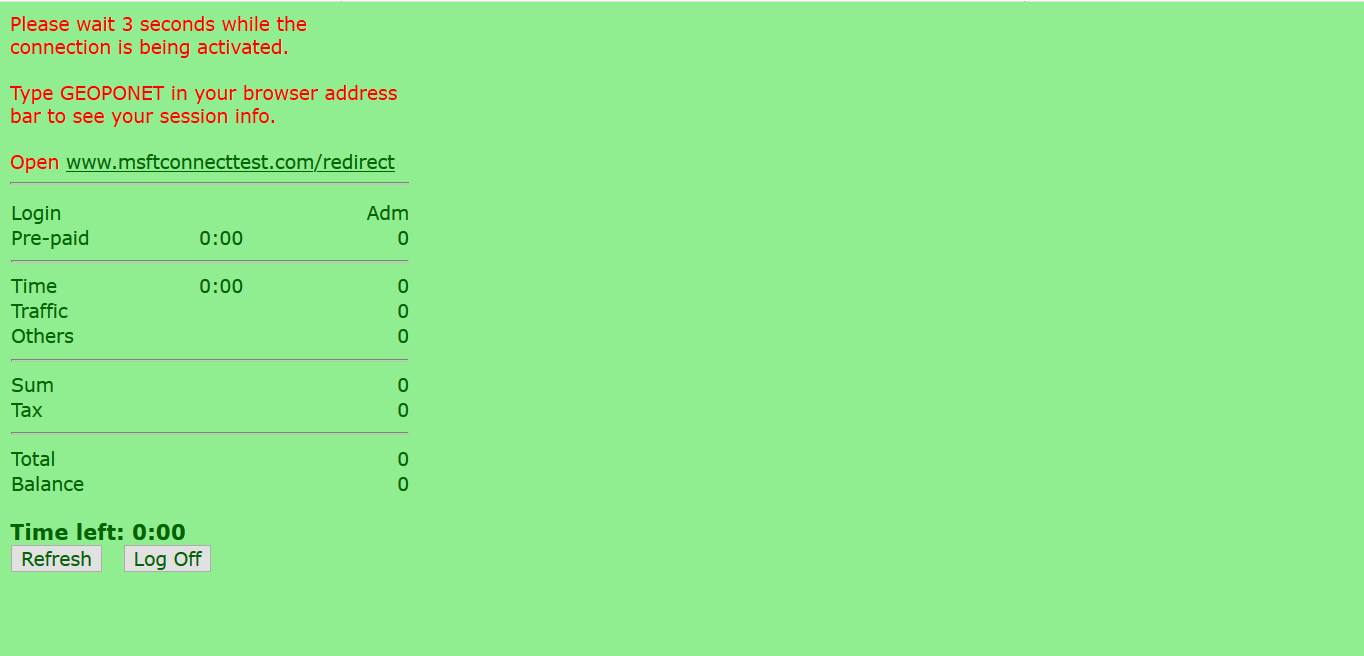 Please wait 3 seconds while the
connection is being activated.
Type GEOPONET in your browser address
bar to see your session info.
Open www.msftconnecttest.com/redirect
Login Adm
Pre-paid 0:00 0
Time 0:00 0
Traffic 0
Others 0
Sum 0
Tax 0
Total 0
Balance 0
Time left: 0:00
Refresh Log Off